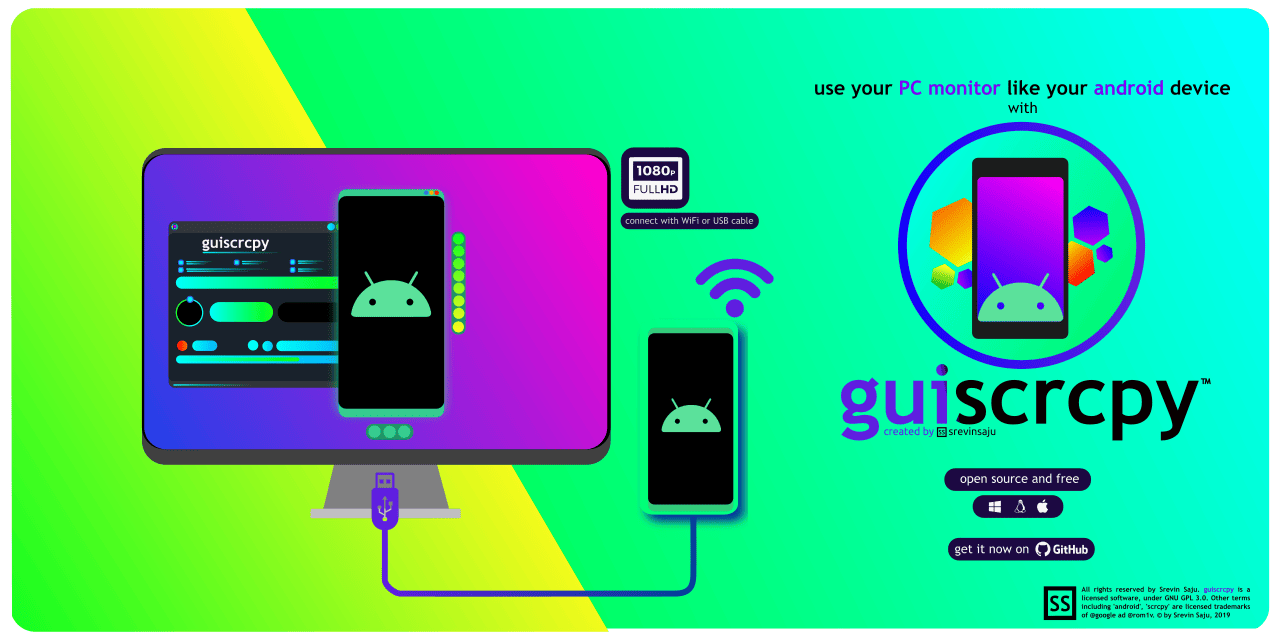 use your PC monitor like your android device
with
1080P
FULLHD
connect with WiFi or USB cable
guiscrcpy
guiscrcpy™
created by SS srevinsaju
open source and free
get it now on GitHub
SS
All rights reserved by Srevin Saju. guiscrcpy is a
licensed software, under GNU GPL 3.0. Other terms
including 'android', 'scrcpy' are licensed trademarks
of @google ad @rom1v. © by Srevin Saju, 2019